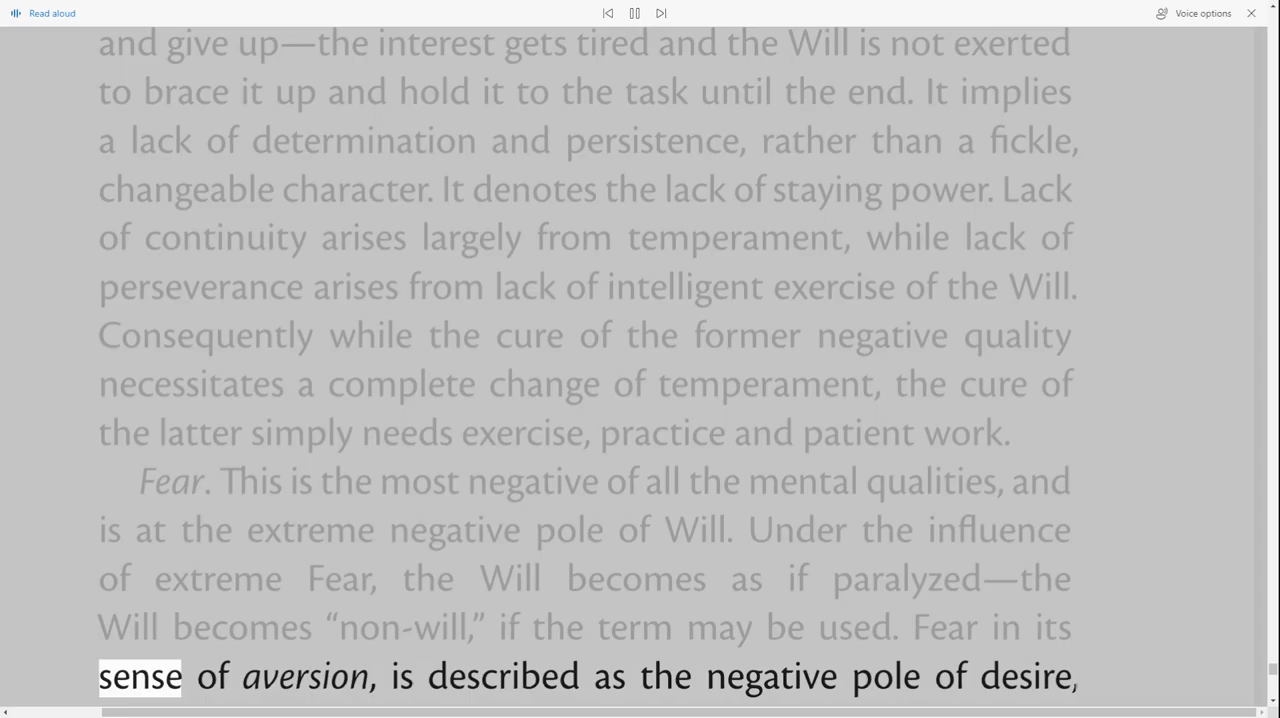 Read aloud
Voice options
and give up—the interest gets tired and the Will is not exerted
to brace it up and hold it to the task until the end. It implies
a lack of determination and persistence, rather than a fickle,
changeable character. It denotes the lack of staying power. Lack
of continuity arises largely from temperament, while lack of
perseverance arises from lack of intelligent exercise of the Will.
Consequently while the cure of the former negative quality
necessitates a complete change of temperament, the cure of
the latter simply needs exercise, practice and patient work.
Fear. This is the most negative of all the mental qualities, and
is at the extreme negative pole of Will. Under the influence
of extreme Fear, the Will becomes as if paralyzed—the
Will becomes “non-will,” if the term may be used. Fear in its
sense of aversion, is described as the negative pole of desire,